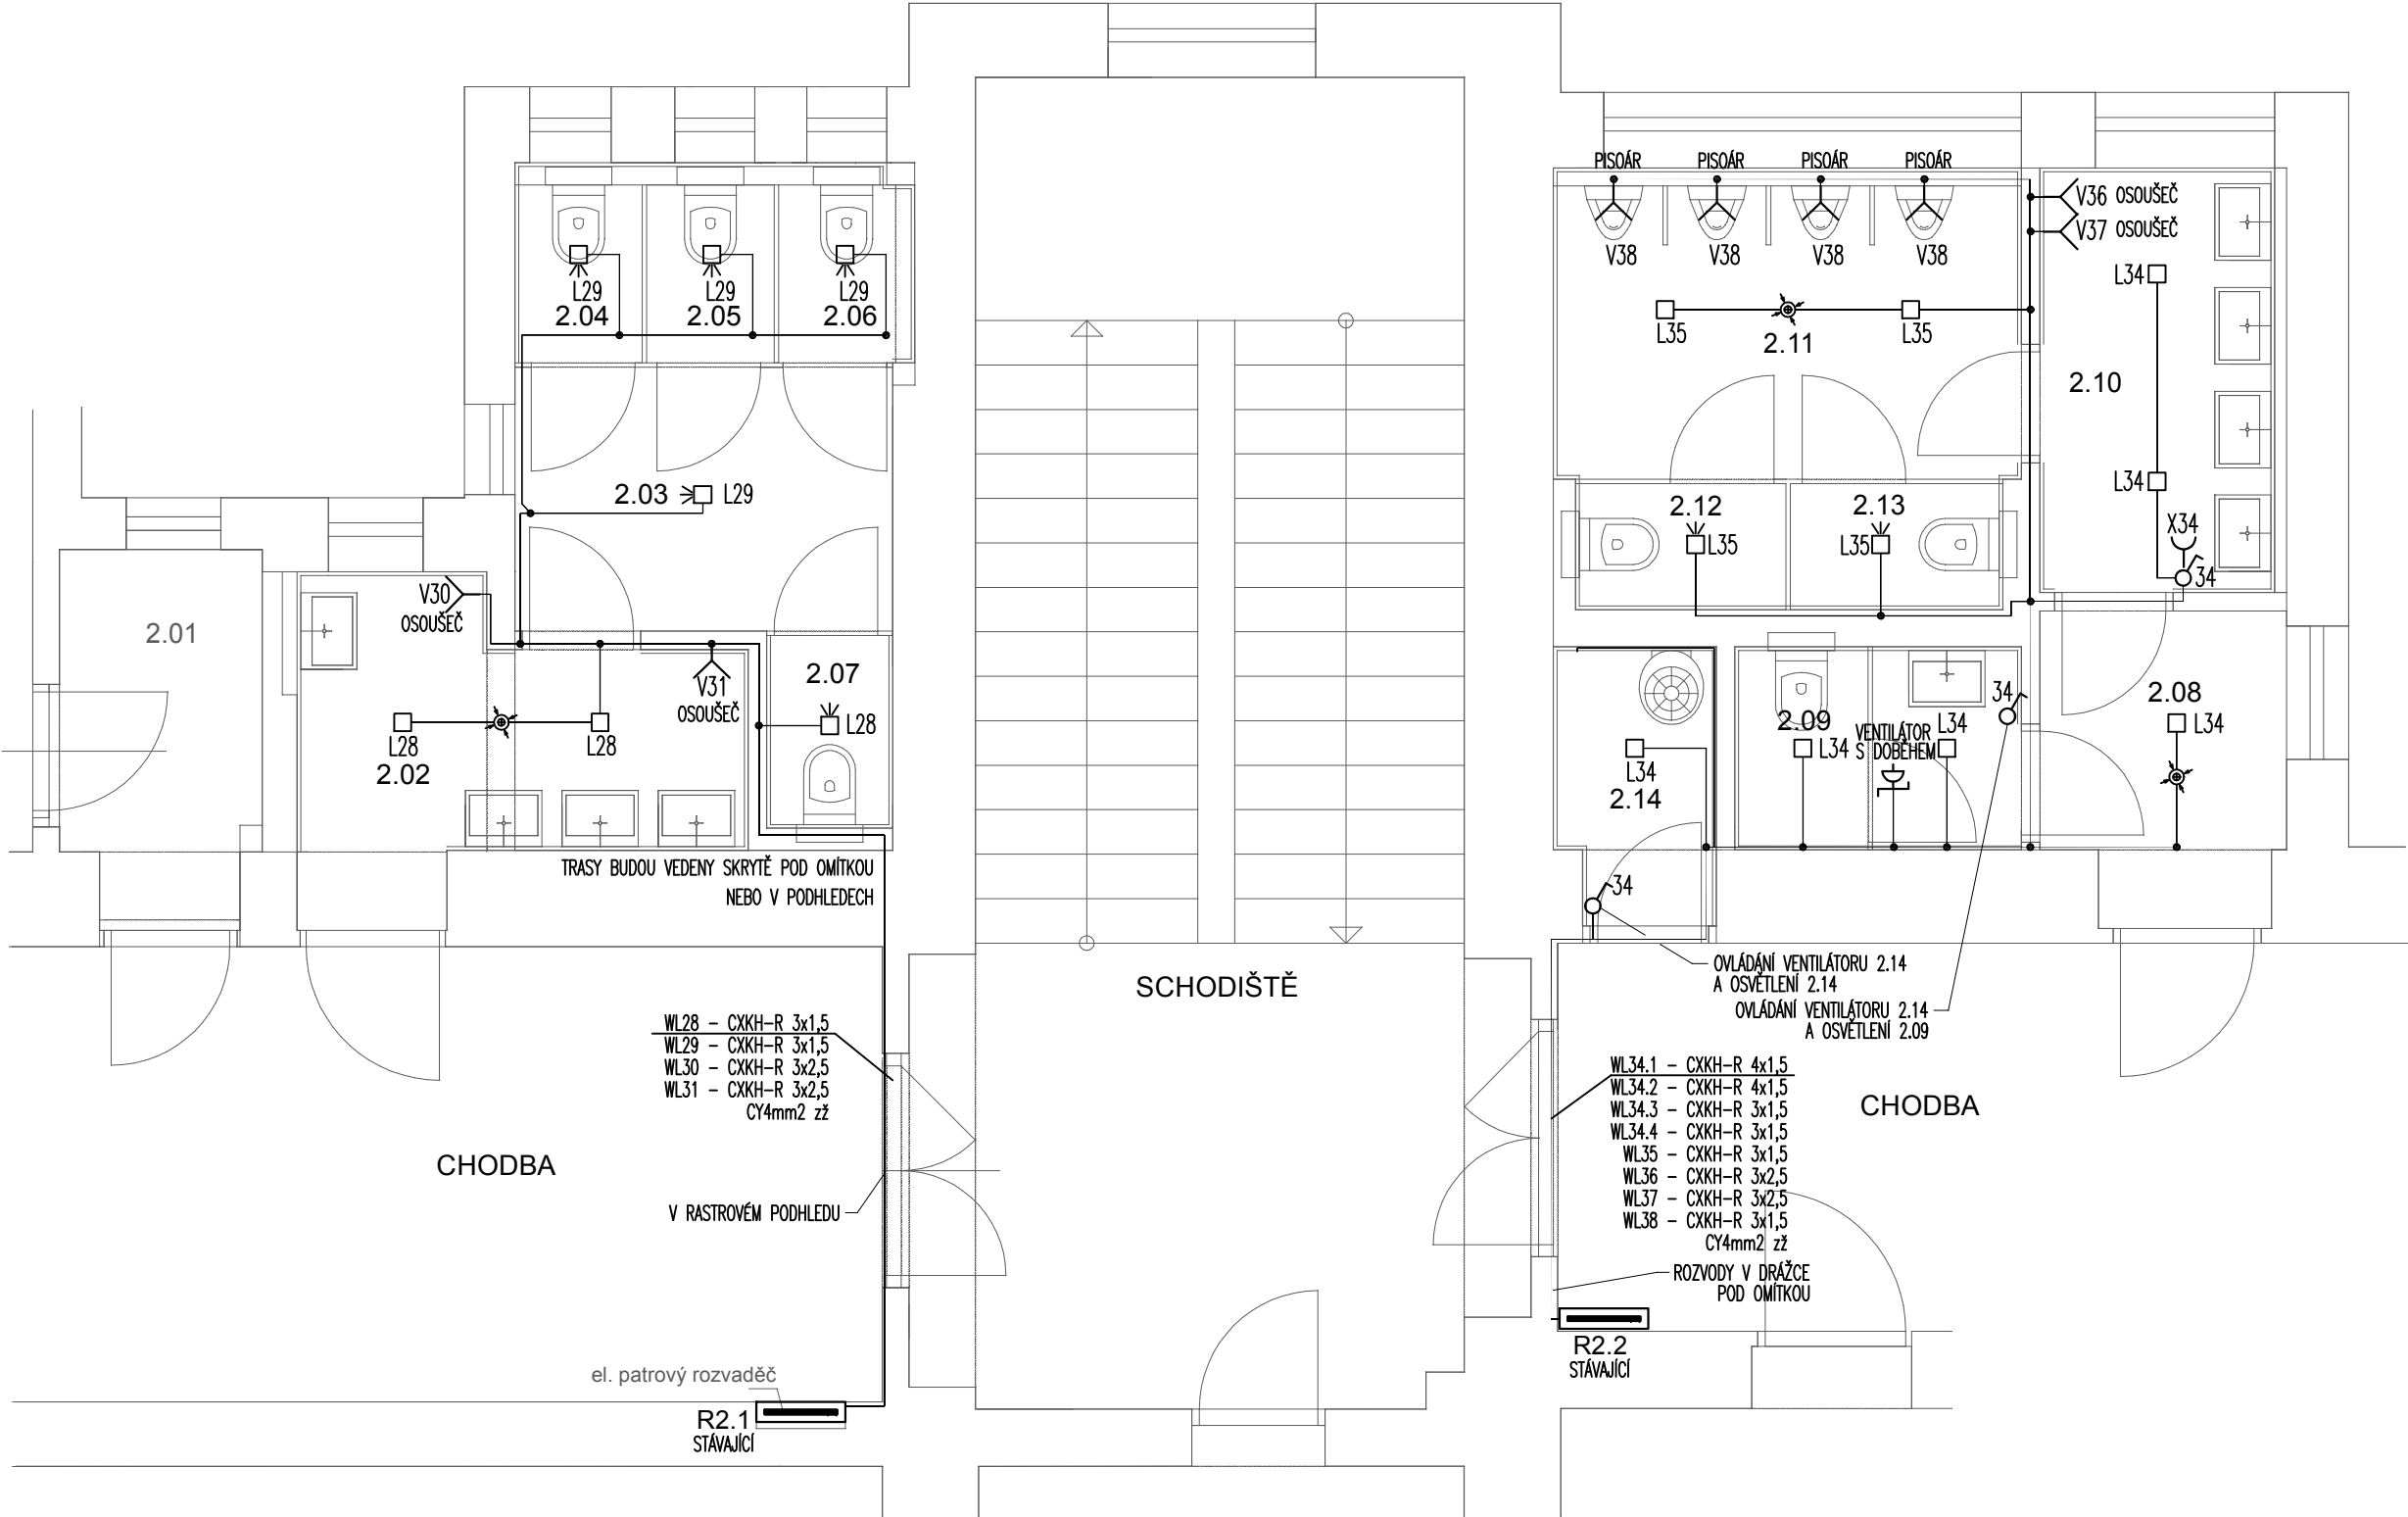 PISOÁR
PISOÁR
PISOÁR
PISOÁR
V36 OSOUŠEČ
V37 OSOUŠEČ
V38
V38
V38
V38
L34
L29
L29
L29
2.04
2.05
2.06
L35
2.11
L35
2.10
2.03
L29
L34
2.12
2.13
X34
L35
L35
34
V30
OSOUŠEČ
2.01
2.07
V31
OSOUŠEČ
L28
L28
2.02
L28
2.08
34
L34
2.09
L34
VENTILÁTOR
S DOBĚHEM
L34
L34
2.14
TRASY BUDOU VEDENY SKRYTĚ POD OMÍTKOU
NEBO V PODHLEDECH
34
SCHODIŠTĚ
OVLÁDÁNÍ VENTILÁTORU 2.14
A OSVĚTLENÍ 2.14
OVLÁDÁNÍ VENTILÁTORU 2.14
A OSVĚTLENÍ 2.09
WL28 – CXKH–R 3x1,5
WL29 – CXKH–R 3x1,5
WL30 – CXKH–R 3x2,5
WL31 – CXKH–R 3x2,5
CY4mm2 zž
WL34.1 – CXKH–R 4x1,5
WL34.2 – CXKH–R 4x1,5
WL34.3 – CXKH–R 3x1,5
WL34.4 – CXKH–R 3x1,5
WL35 – CXKH–R 3x1,5
WL36 – CXKH–R 3x2,5
WL37 – CXKH–R 3x2,5
WL38 – CXKH–R 3x1,5
CY4mm2 zž
CHODBA
CHODBA
V RASTROVÉM PODHLEDU
ROZVODY V DRÁŽCE
POD OMÍTKOU
R2.2
STÁVAJÍCÍ
el. patrový rozvaděč
R2.1
STÁVAJÍCÍ